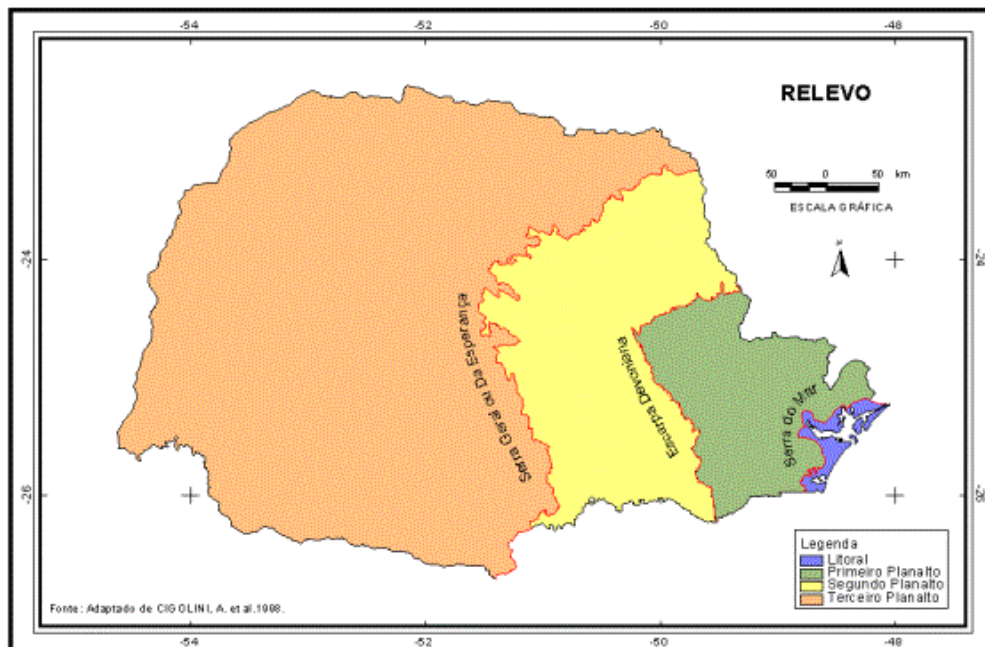 -54 -52 -50 -48
RELEVO
50 0 50 km
ESCALA GRÁFICA
N
-24 -24
Serra Geral ou Da Esperança
Escarpa Devoniana
Serra do Mar
-26 -26
Legenda
Litoral
Primeiro Planalto
Segundo Planalto
Terceiro Planalto
Fonte: Adaptado de CIGOLINI, A. et al.1998.
-54 -52 -50 -48